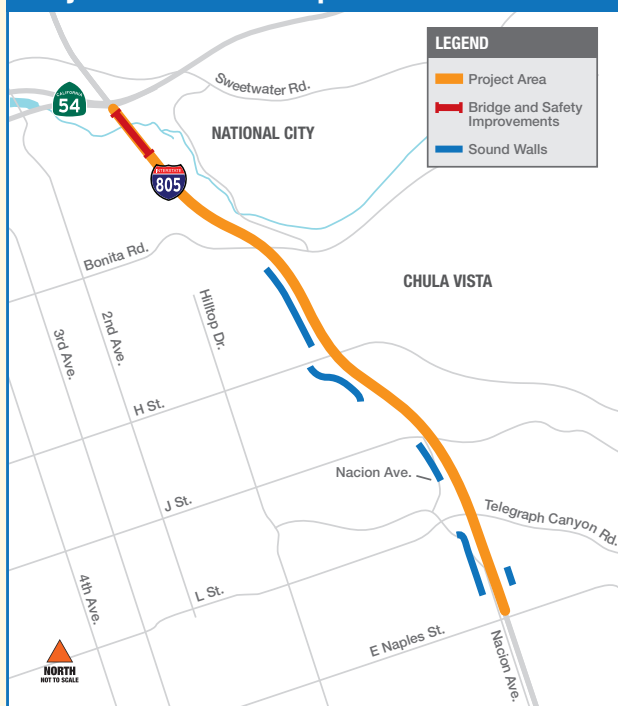 LEGEND
Project Area
Bridge and Safety
Improvements
Sound Walls
CALIFORNIA
54
Sweetwater Rd.
NATIONAL CITY
INTERSTATE
805
Bonita Rd.
CHULA VISTA
Hilltop Dr.
2nd Ave.
3rd Ave.
H St.
Nacion Ave.
J St.
Telegraph Canyon Rd.
L St.
4th Ave.
E Naples St.
Nacion Ave.
NORTH
NOT TO SCALE